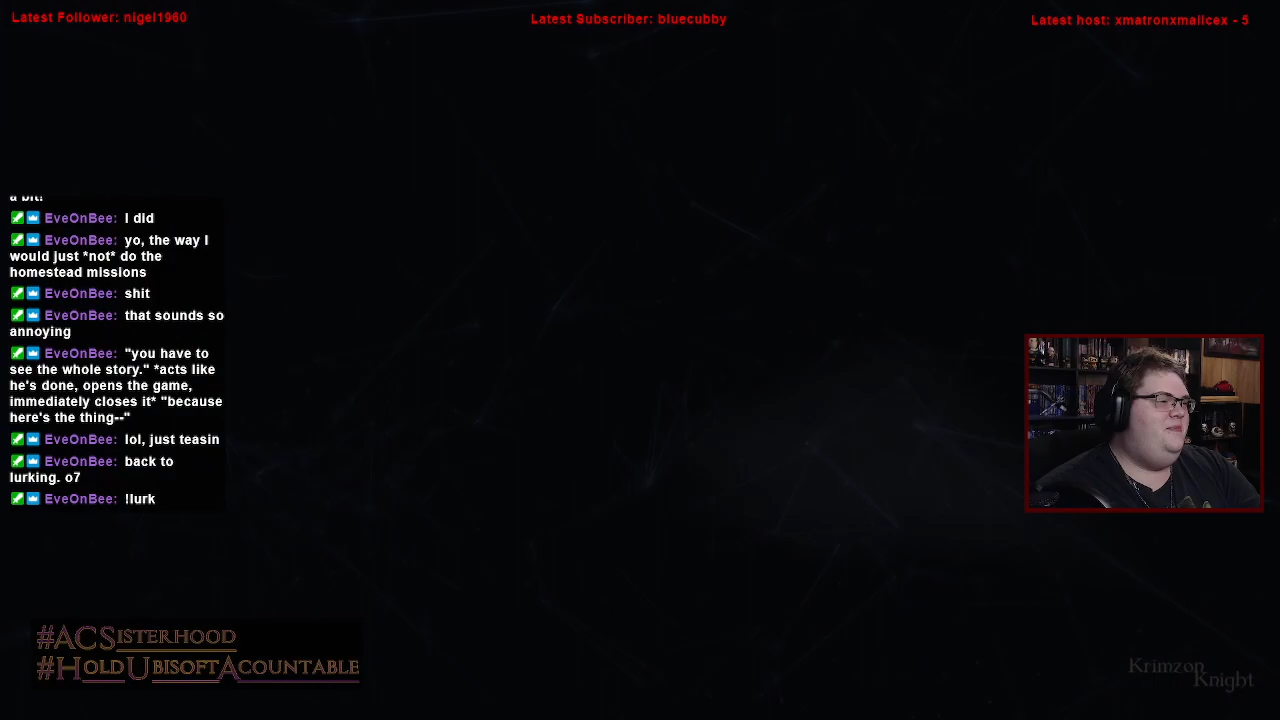 Latest Follower: nigel1960
Latest Subscriber: bluecubby
Latest host: xmatronxmalicex - 5
a bit!
EveOnBee: I did
EveOnBee: yo, the way I
would just *not* do the
homestead missions
EveOnBee: shit
EveOnBee: that sounds so
annoying
EveOnBee: "you have to
see the whole story." *acts like
he's done, opens the game,
immediately closes it* "because
here's the thing--"
EveOnBee: lol, just teasin
EveOnBee: back to
lurking. o7
EveOnBee: !lurk
#ACSisterhood
#HoldUbisoftAcountable
Krimzon
Knight